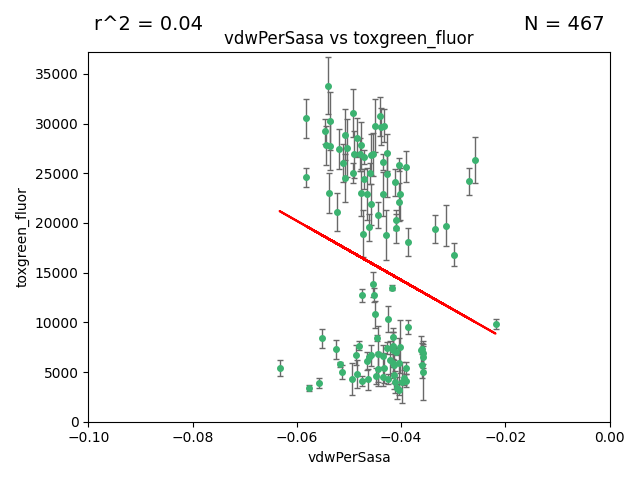 r^2 = 0.04
N = 467
vdwPerSasa vs toxgreen_fluor
toxgreen_fluor
35000
30000
25000
20000
15000
10000
5000
0
−0.10
−0.08
−0.06
−0.04
−0.02
0.00
vdwPerSasa